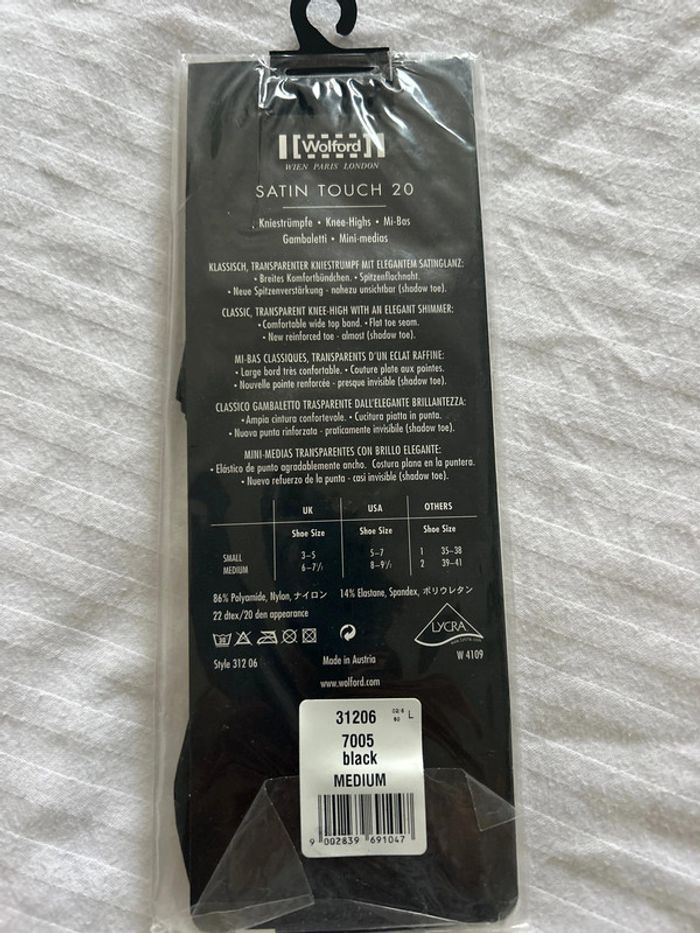 Wolford
WIEN PARIS LONDON
SATIN TOUCH 20
Kniestrümpfe • Knee-Highs • Mi-Bas
Gambaletti • Mini-medias
KLASSISCH, TRANSPARENTER KNIESTRUMPF MIT ELEGANTEM SATINGLANZ:
• Breites Komfortbündchen. • Spitzenflachnaht.
• Neue Spitzenverstärkung - nahezu unsichtbar (shadow toe).
CLASSIC, TRANSPARENT KNEE-HIGH WITH AN ELEGANT SHIMMER:
• Comfortable wide top band. • Flat toe seam.
• New reinforced toe - almost (shadow toe).
MI-BAS CLASSIQUES, TRANSPARENTS D'UN ECLAT RAFFINE:
• Large bord très confortable. • Couture plate aux pointes.
• Nouvelle pointe renforcée - presque invisible (shadow toe).
CLASSICO GAMBALETTO TRASPARENTE DALL'ELEGANTE BRILLANTEZZA:
• Ampia cintura confortevole. • Cucitura piatta in punta.
• Nuova punta rinforzata - praticamente invisibile (shadow toe).
MINI-MEDIAS TRANSPARENTES CON BRILLO ELEGANTE:
• Elástico de punto agradablemente ancho. Costura plana en la puntera.
• Nuevo refuerzo de la punta - casi invisible (shadow toe).
UK USA OTHERS
Shoe Size Shoe Size Shoe Size
SMALL 3-5 5-7 1 35-38
MEDIUM 6-7½ 8-9½ 2 39-41
86% Polyamide, Nylon, ナイロン 14% Elastane, Spandex, ポリウレタン
22 dtex/20 den appearance
LYCRA
Style 312 06 Made in Austria W 4109
www.wolford.com
31206 L
7005
black
MEDIUM
9 002839 691047